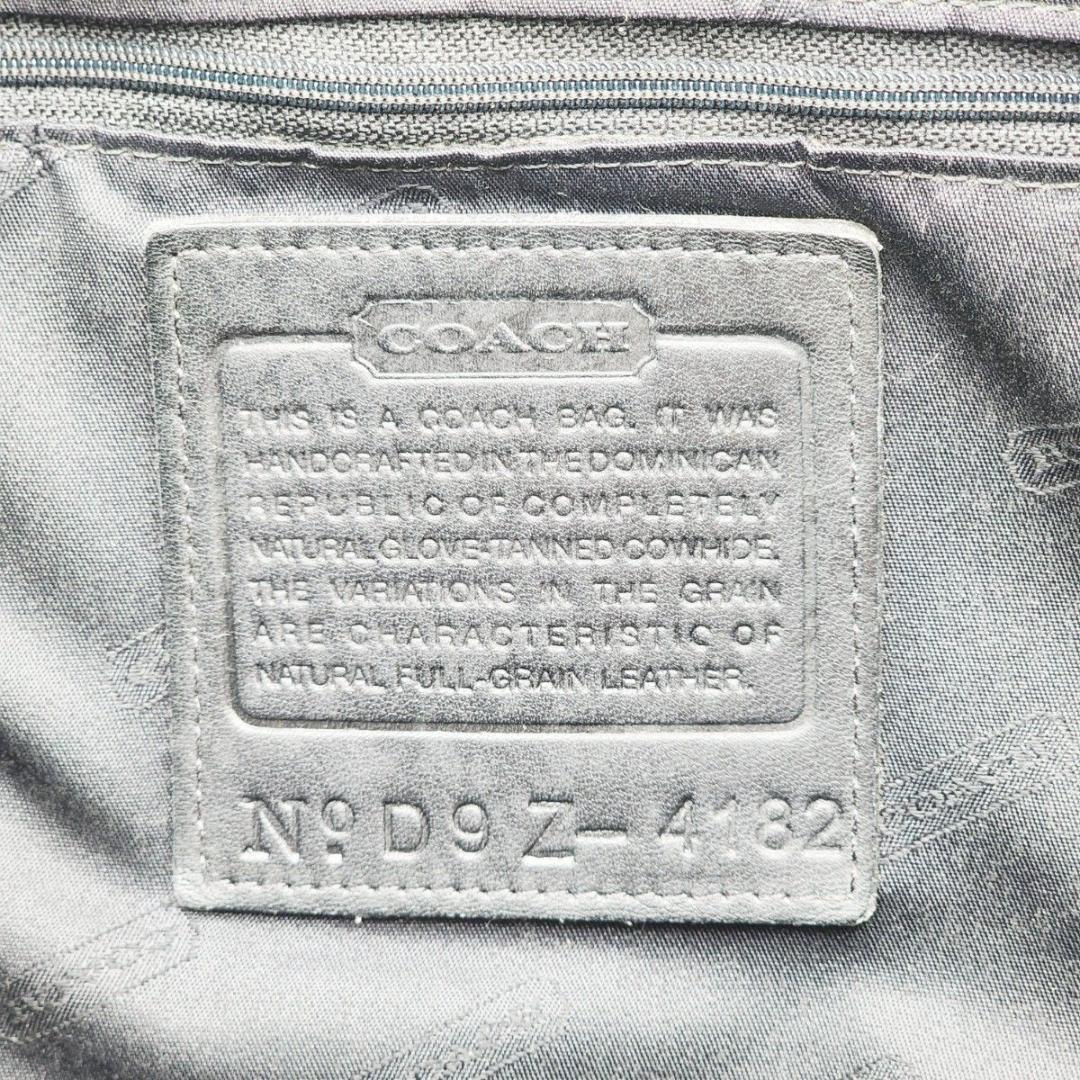 COACH
THIS IS A COACH BAG. IT WAS
HANDCRAFTED IN THE DOMINICAN
REPUBLIC OF COMPLETELY
NATURAL GLOVE-TANNED COWHIDE.
THE VARIATIONS IN THE GRAIN
ARE CHARACTERISTIC OF
NATURAL FULL-GRAIN LEATHER.
Nº D9Z-4182